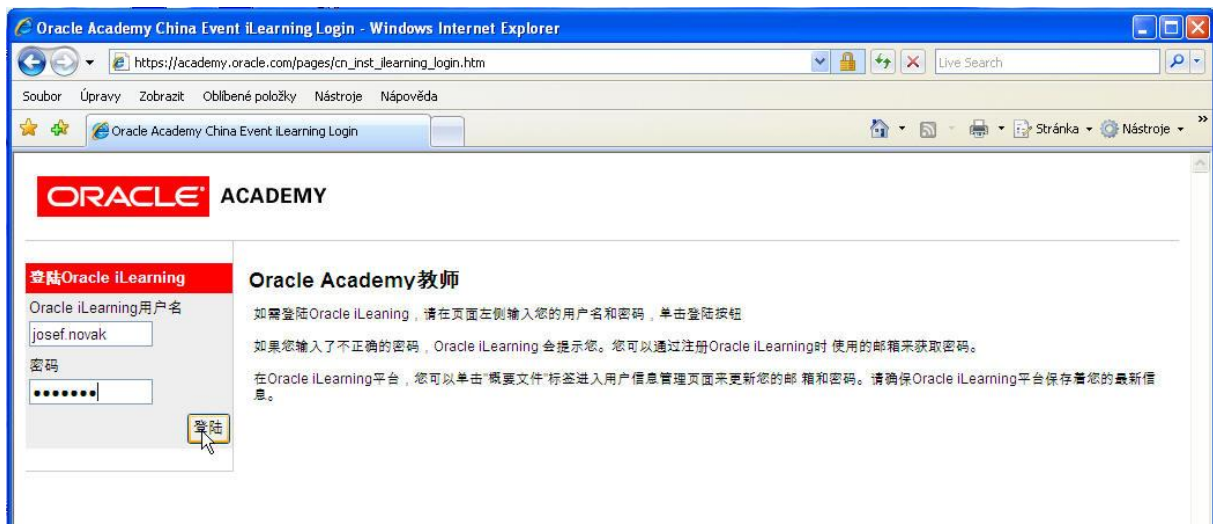 Oracle Academy China Event iLearning Login - Windows Internet Explorer
https://academy.oracle.com/pages/cn_inst_ilearning_login.htm
Live Search
Soubor Úpravy Zobrazit Oblíbené položky Nástroje Nápověda
Oracle Academy China Event iLearning Login
Stránka Nástroje »
ORACLE ACADEMY
登陆Oracle iLearning
Oracle iLearning用户名
josef.novak
密码
•••••••
登陆
Oracle Academy教师
如需登陆Oracle iLeaning，请在页面左侧输入您的用户名和密码，单击登陆按钮
如果您输入了不正确的密码，Oracle iLearning 会提示您。您可以通过注册Oracle iLearning时 使用的邮箱来获取密码。
在Oracle iLearning平台，您可以单击"概要文件"标签进入用户信息管理页面来更新您的邮 箱和密码。请确保Oracle iLearning平台保存着您的最新信
息。